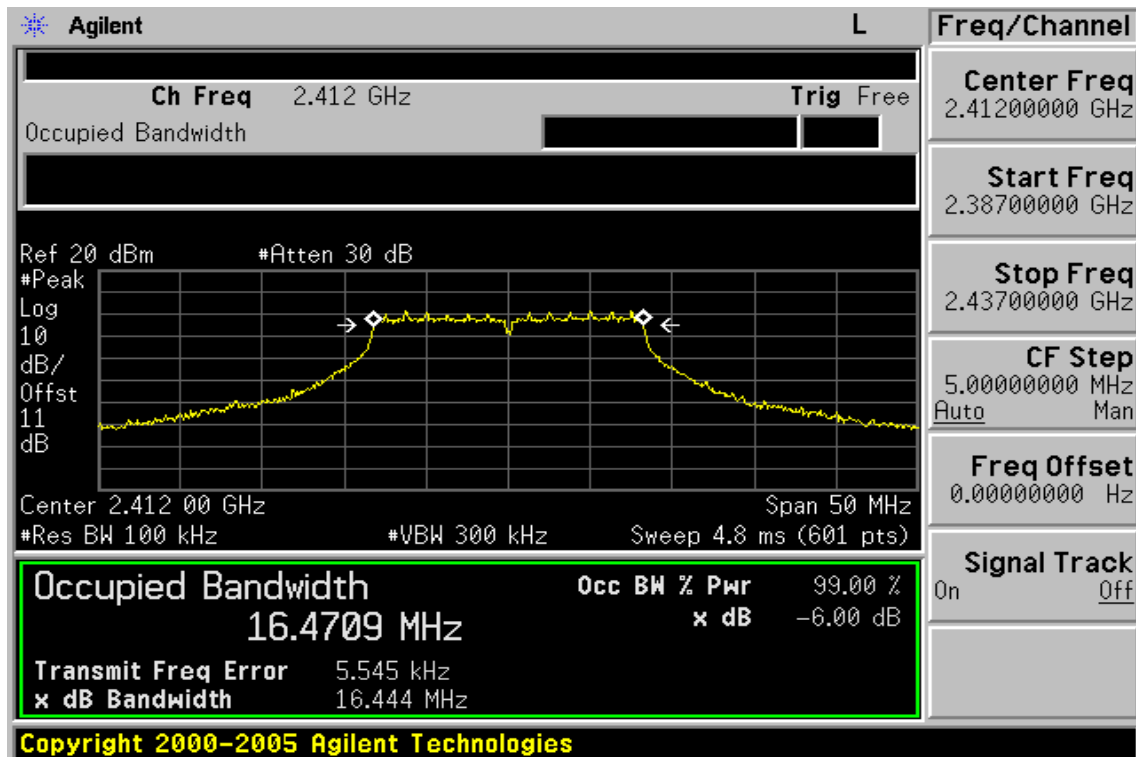 Agilent L
Ch Freq 2.412 GHz Trig Free
Occupied Bandwidth
Ref 20 dBm #Atten 30 dB
#Peak
Log
10
dB/
Offst
11
dB
Center 2.412 00 GHz Span 50 MHz
#Res BW 100 kHz #VBW 300 kHz Sweep 4.8 ms (601 pts)
Occupied Bandwidth Occ BW % Pwr 99.00 %
16.4709 MHz x dB -6.00 dB
Transmit Freq Error 5.545 kHz
x dB Bandwidth 16.444 MHz
Copyright 2000-2005 Agilent Technologies
Freq/Channel
Center Freq
2.41200000 GHz
Start Freq
2.38700000 GHz
Stop Freq
2.43700000 GHz
CF Step
5.00000000 MHz
Auto Man
Freq Offset
0.00000000 Hz
Signal Track
On Off